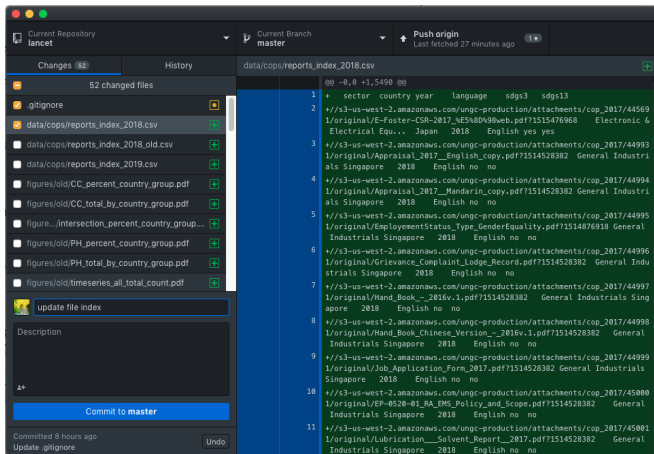 Current Repository
lancet
Current Branch
master
Push origin
Last fetched 27 minutes ago
1
Changes 52
History
data/cops/reports_index_2018.csv
52 changed files
.gitignore
data/cops/reports_index_2018.csv
data/cops/reports_index_2018_old.csv
data/cops/reports_index_2019.csv
figures/old/CC_percent_country_group.pdf
figures/old/CC_total_by_country_group.pdf
figure.../intersection_percent_country_group....
figures/old/PH_percent_country_group.pdf
figures/old/PH_total_by_country_group.pdf
figures/old/timeseries_all_total_count.pdf
update file index
Description
Commit to master
Committed 8 hours ago
Update .gitignore
Undo
@@ -0,0 +1,5490 @@
1 + sector country year language sdgs3 sdgs13
2 +//s3-us-west-2.amazonaws.com/ungc-production/attachments/cop_2017/44569
1/original/E-Foster-CSR-2017_%E5%8D%98web.pdf?1515476968 Electronic &
Electrical Equ... Japan 2018 English yes yes
3 +//s3-us-west-2.amazonaws.com/ungc-production/attachments/cop_2017/44993
1/original/Appraisal_2017__English_copy.pdf?1514528382 General Industri
als Singapore 2018 English no no
4 +//s3-us-west-2.amazonaws.com/ungc-production/attachments/cop_2017/44994
1/original/Appraisal_2017__Mandarin_copy.pdf?1514528382 General Industri
als Singapore 2018 English no no
5 +//s3-us-west-2.amazonaws.com/ungc-production/attachments/cop_2017/44995
1/original/EmployementStatus_Type_GenderEquality.pdf?1514876918 General
Industrials Singapore 2018 English no no
6 +//s3-us-west-2.amazonaws.com/ungc-production/attachments/cop_2017/44996
1/original/Grievance_Complaint_Lodge_Record.pdf?1514528382 General Indu
strials Singapore 2018 English no no
7 +//s3-us-west-2.amazonaws.com/ungc-production/attachments/cop_2017/44997
1/original/Hand_Book_-_2016v.1.pdf?1514528382 General Industrials Sing
apore 2018 English no no
8 +//s3-us-west-2.amazonaws.com/ungc-production/attachments/cop_2017/44998
1/original/Hand_Book_Chinese_Version_-_2016v.1.pdf?1514528382 General
Industrials Singapore 2018 English no no
9 +//s3-us-west-2.amazonaws.com/ungc-production/attachments/cop_2017/44999
1/original/Job_Application_Form_2017.pdf?1514528382 General Industrials
Singapore 2018 English no no
10 +//s3-us-west-2.amazonaws.com/ungc-production/attachments/cop_2017/45000
1/original/EP-0520-01_RA_EMS_Policy_and_Scope.pdf?1514528382 General
Industrials Singapore 2018 English no no
11 +//s3-us-west-2.amazonaws.com/ungc-production/attachments/cop_2017/45001
1/original/Lubrication___Solvent_Report__2017.pdf?1514528382 General
Industrials Singapore 2018 English no no